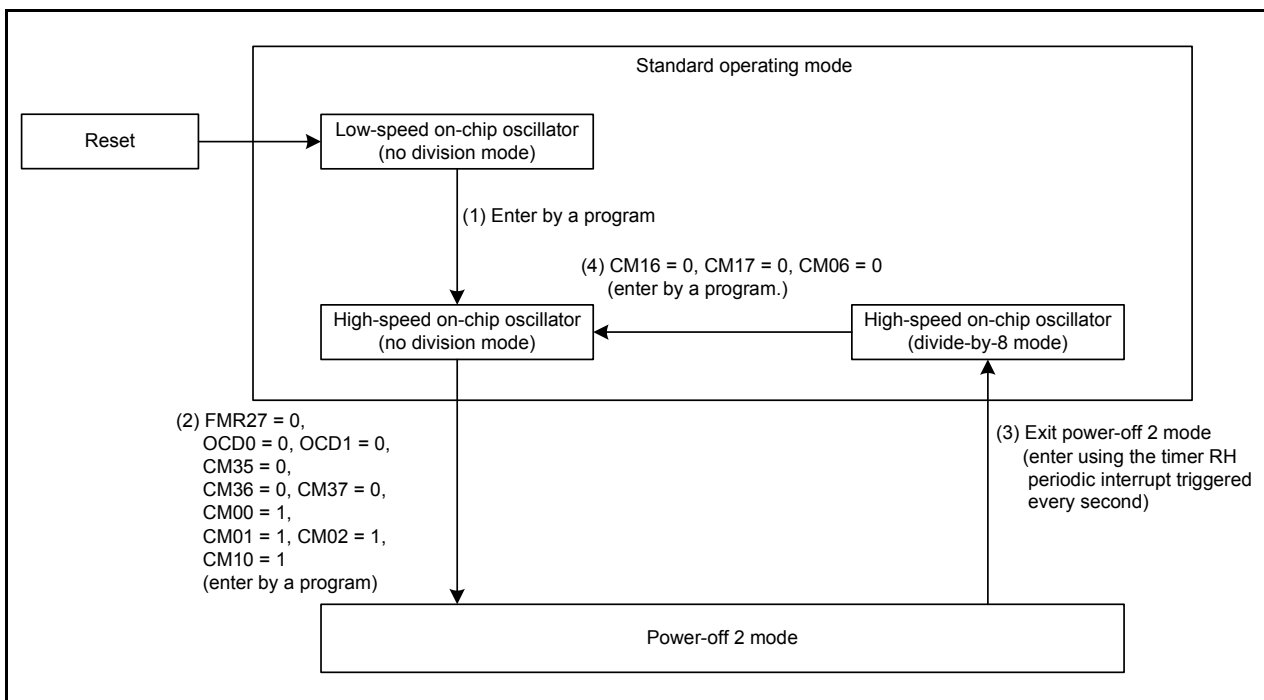 Standard operating mode
Reset
Low-speed on-chip oscillator
(no division mode)
(1) Enter by a program
(4) CM16 = 0, CM17 = 0, CM06 = 0
(enter by a program.)
High-speed on-chip oscillator
(no division mode)
High-speed on-chip oscillator
(divide-by-8 mode)
(2) FMR27 = 0,
OCD0 = 0, OCD1 = 0,
CM35 = 0,
CM36 = 0, CM37 = 0,
CM00 = 1,
CM01 = 1, CM02 = 1,
CM10 = 1
(enter by a program)
(3) Exit power-off 2 mode
(enter using the timer RH
periodic interrupt triggered
every second)
Power-off 2 mode